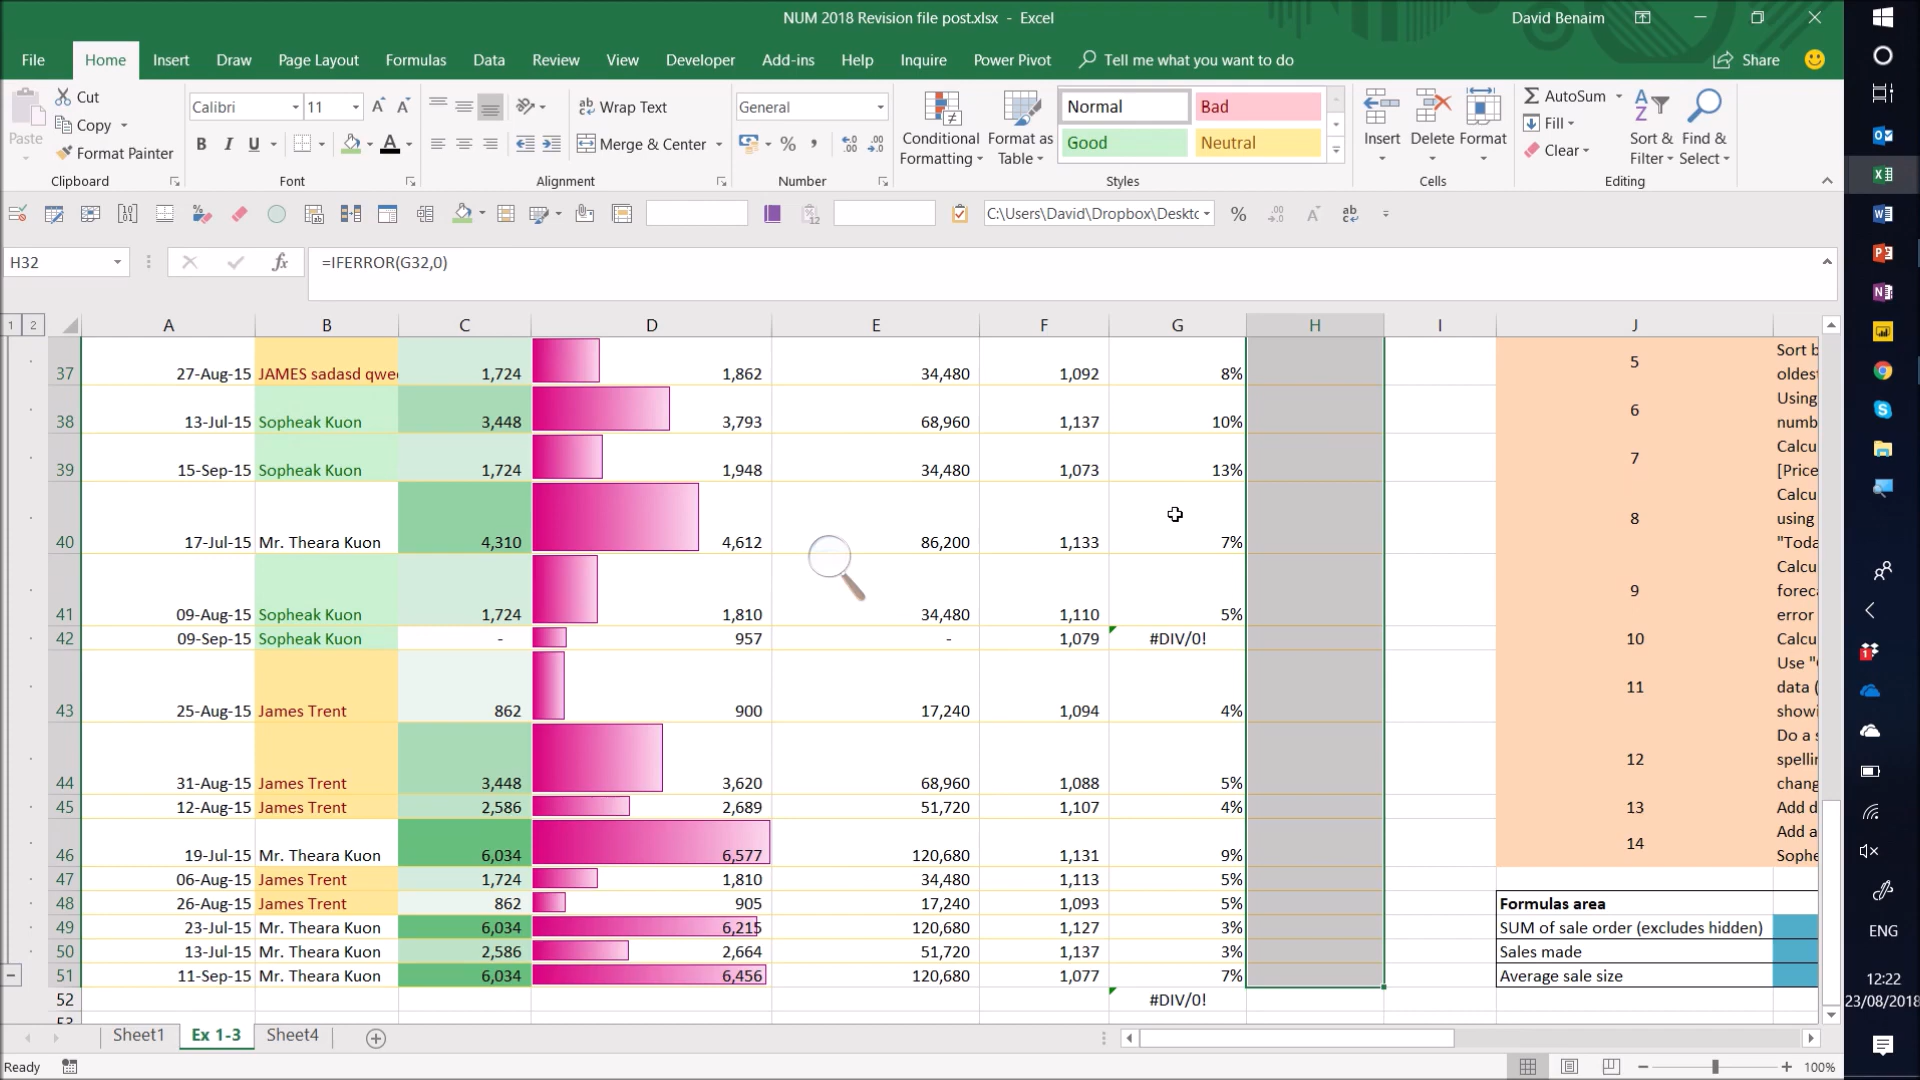 NUM 2018 Revision file post.xlsx - Excel
David Benaim
File Home Insert Draw Page Layout Formulas Data Review View Developer Add-ins Help Inquire Power Pivot Tell me what you want to do Share
Paste
Cut
Copy
Format Painter
Clipboard
Calibri 11
B I U
Font
Wrap Text
Merge & Center
Alignment
General
Number
Conditional Formatting
Format as Table
Normal Bad
Good Neutral
Styles
Insert Delete Format
Cells
AutoSum
Fill
Clear
Sort & Filter
Find & Select
Editing
C:\Users\David\Dropbox\Deskto
H32 fx =IFERROR(G32,0)
1 2 A B C D E F G H I J
37 27-Aug-15 JAMES sadasd qwe 1,724 1,862 34,480 1,092 8%
38 13-Jul-15 Sopheak Kuon 3,448 3,793 68,960 1,137 10%
39 15-Sep-15 Sopheak Kuon 1,724 1,948 34,480 1,073 13%
40 17-Jul-15 Mr. Theara Kuon 4,310 4,612 86,200 1,133 7%
41 09-Aug-15 Sopheak Kuon 1,724 1,810 34,480 1,110 5%
42 09-Sep-15 Sopheak Kuon - 957 - 1,079 #DIV/0!
43 25-Aug-15 James Trent 862 900 17,240 1,094 4%
44 31-Aug-15 James Trent 3,448 3,620 68,960 1,088 5%
45 12-Aug-15 James Trent 2,586 2,689 51,720 1,107 4%
46 19-Jul-15 Mr. Theara Kuon 6,034 6,577 120,680 1,131 9%
47 06-Aug-15 James Trent 1,724 1,810 34,480 1,113 5%
48 26-Aug-15 James Trent 862 905 17,240 1,093 5%
49 23-Jul-15 Mr. Theara Kuon 6,034 6,215 120,680 1,127 3%
50 13-Jul-15 Mr. Theara Kuon 2,586 2,664 51,720 1,137 3%
51 11-Sep-15 Mr. Theara Kuon 6,034 6,456 120,680 1,077 7%
52 #DIV/0!
53
5 Sort b
oldes
6 Using
numb
7 Calcu
[Price
8 Calcu
using
"Toda
9 Calcu
foreca
error
10 Calcu
11 Use "
data (
showi
12 Do a s
spelli
chang
13 Add d
14 Add a
Sophe
Formulas area
SUM of sale order (excludes hidden)
Sales made
Average sale size
Sheet1 Ex 1-3 Sheet4
Ready
100%
ENG
12:22
23/08/2018